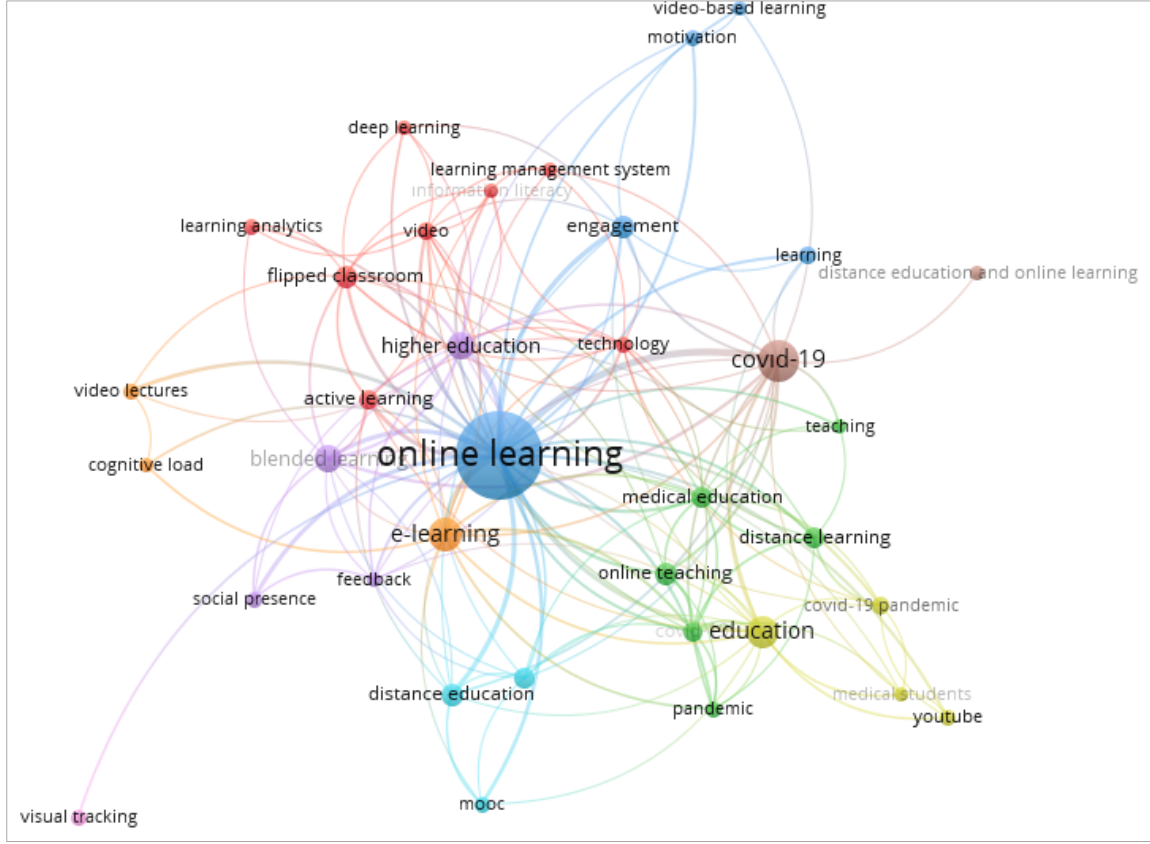 video-based learning
motivation
deep learning
learning management system
information literacy
learning analytics
video
engagement
learning
distance education and online learning
flipped classroom
higher education
technology
covid-19
video lectures
active learning
teaching
online learning
blended learning
cognitive load
medical education
e-learning
distance learning
online teaching
feedback
social presence
covid-19 pandemic
covid
education
distance education
medical students
pandemic
youtube
mooc
visual tracking